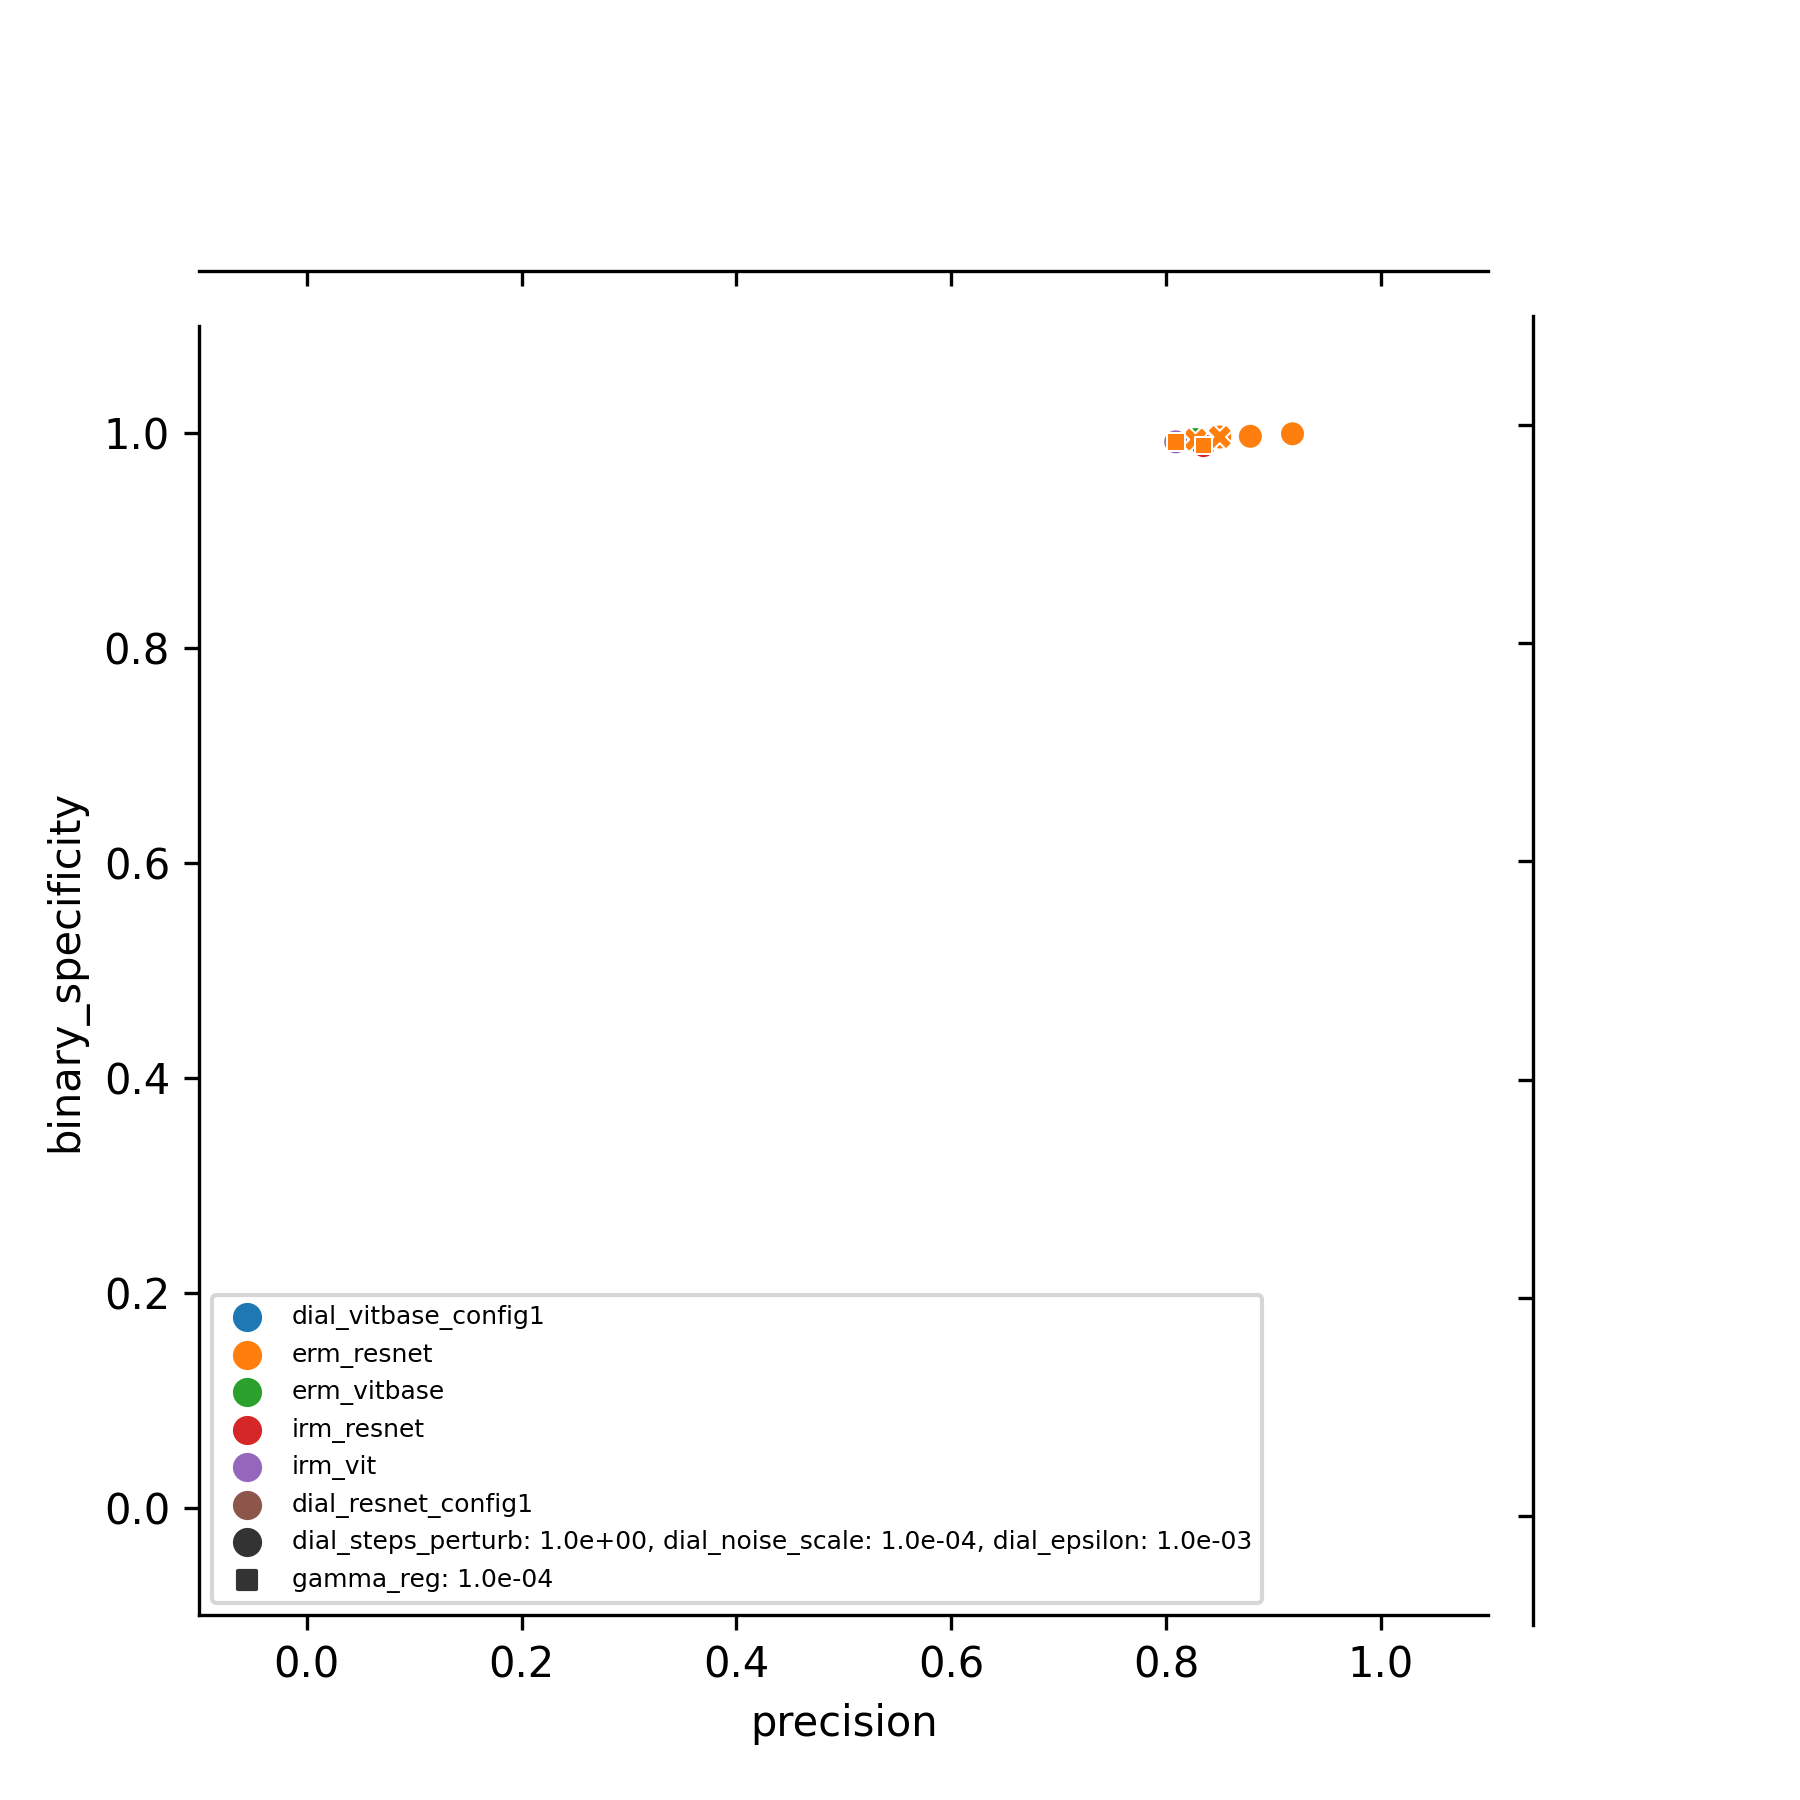 1.0
0.8
0.6
0.4
0.2
0.0
binary_specificity
dial_vitbase_config1
erm_resnet
erm_vitbase
irm_resnet
irm_vit
dial_resnet_config1
dial_steps_perturb: 1.0e+00, dial_noise_scale: 1.0e-04, dial_epsilon: 1.0e-03
gamma_reg: 1.0e-04
0.0 0.2 0.4 0.6 0.8 1.0
precision